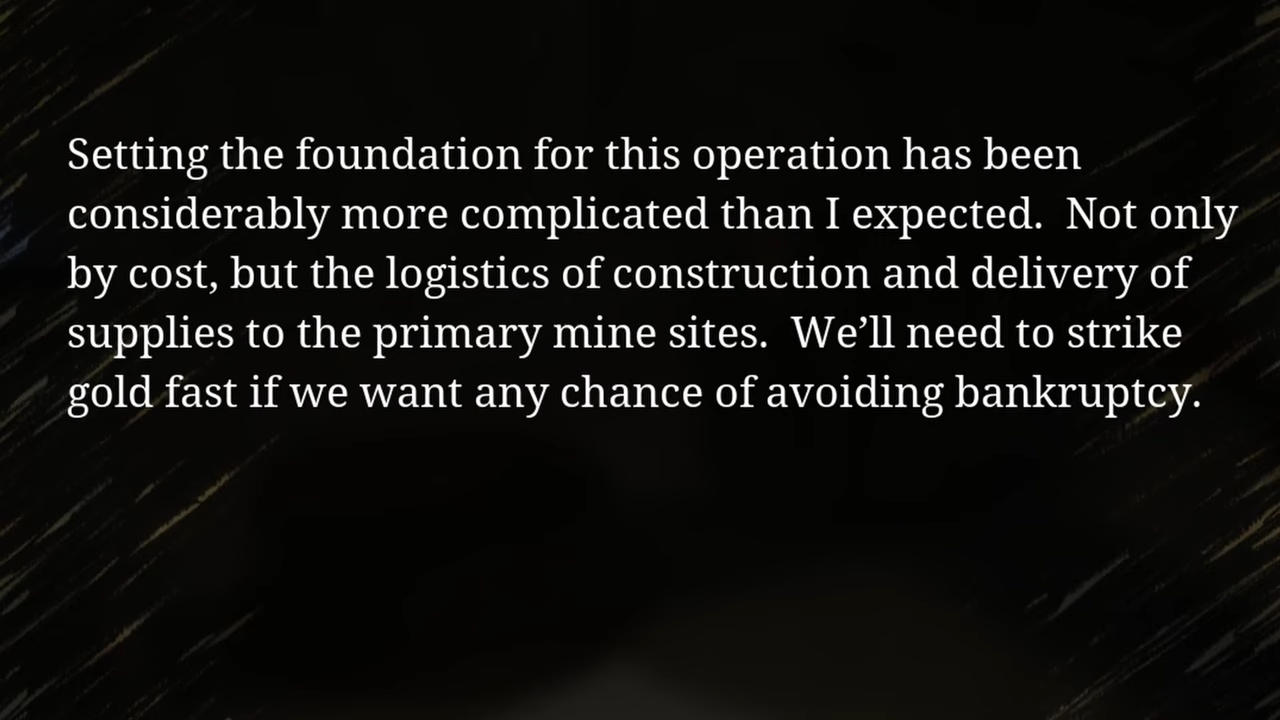 Setting the foundation for this operation has been
considerably more complicated than I expected.  Not only
by cost, but the logistics of construction and delivery of
supplies to the primary mine sites.  We’ll need to strike
gold fast if we want any chance of avoiding bankruptcy.